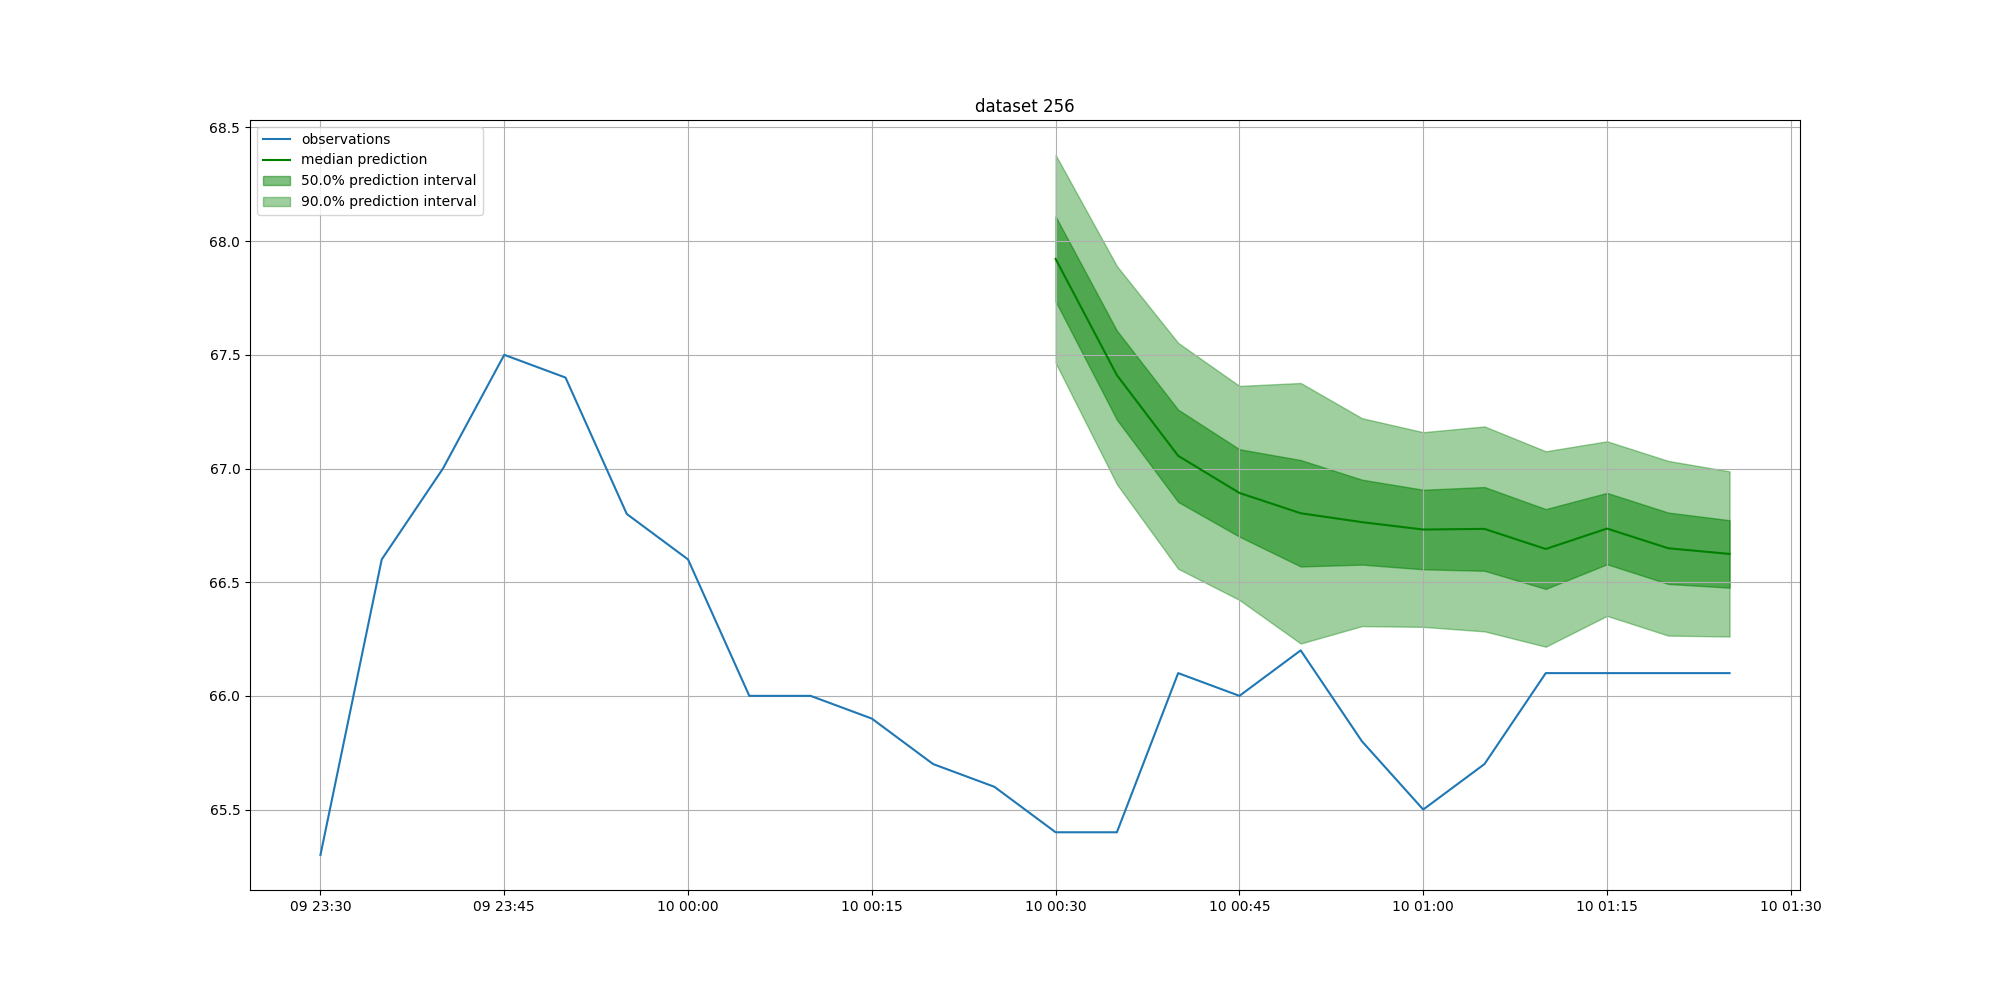 dataset 256
observations
median prediction
50.0% prediction interval
90.0% prediction interval
68.5
68.0
67.5
67.0
66.5
66.0
65.5
09 23:30 09 23:45 10 00:00 10 00:15 10 00:30 10 00:45 10 01:00 10 01:15 10 01:30